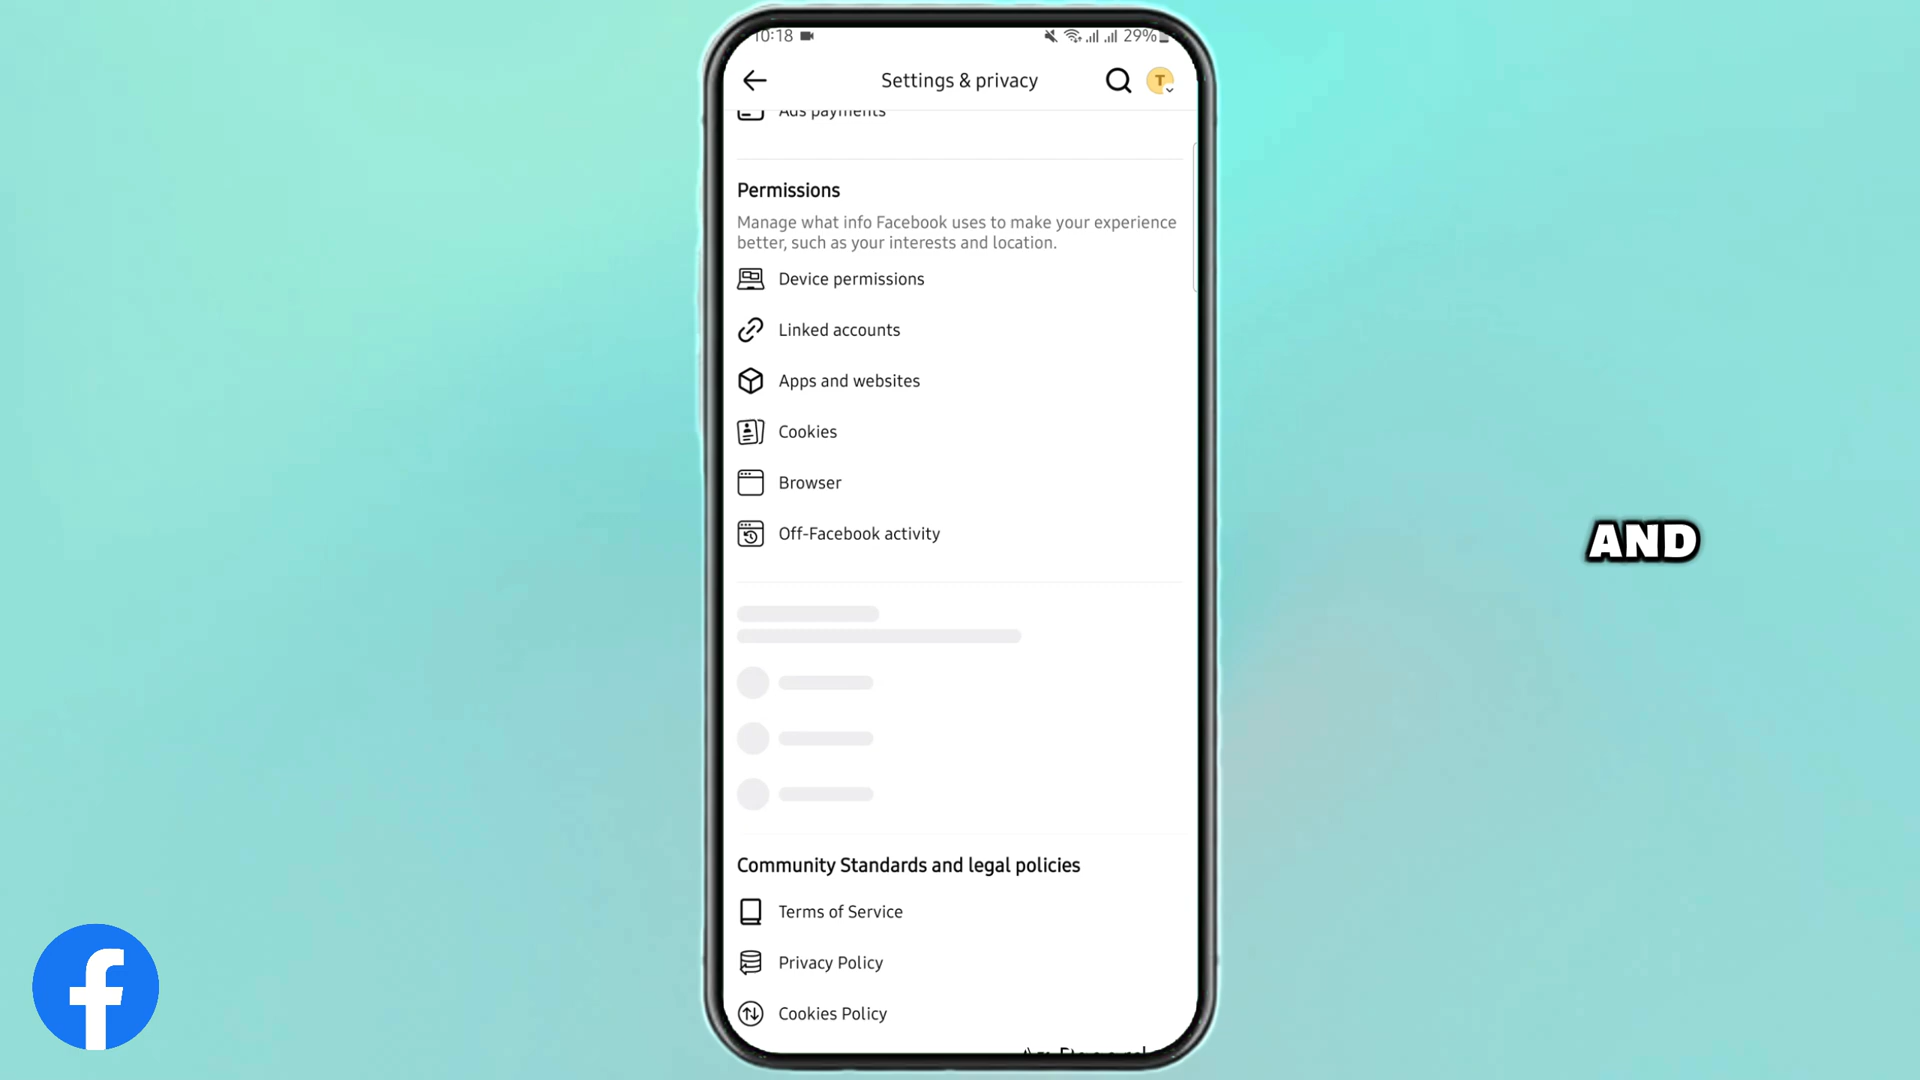 10:18
29%
Settings & privacy
T
Ads payments
Permissions
Manage what info Facebook uses to make your experience
better, such as your interests and location.
Device permissions
Linked accounts
Apps and websites
Cookies
Browser
Off-Facebook activity
AND
Community Standards and legal policies
Terms of Service
Privacy Policy
Cookies Policy
f